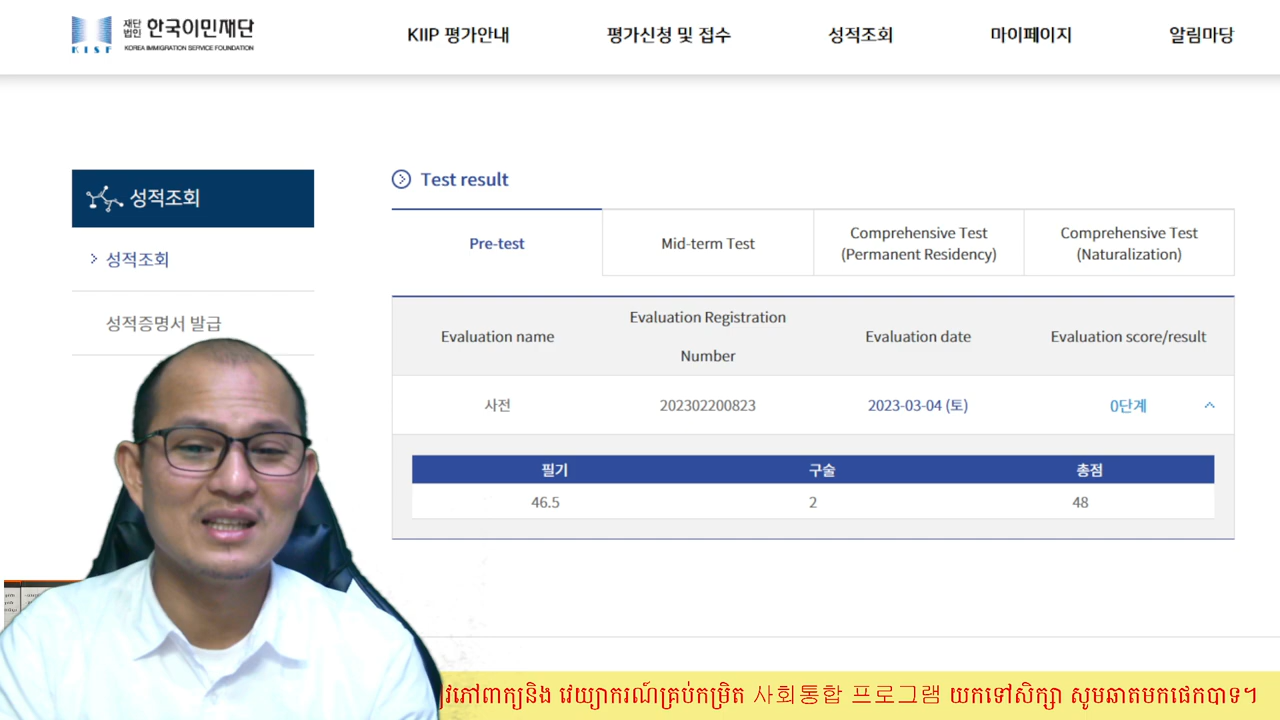 재단
법인 한국이민재단
KISF KOREA IMMIGRATION SERVICE FOUNDATION
KIIP 평가안내 평가신청 및 접수 성적조회 마이페이지 알림마당
성적조회
성적조회
성적증명서 발급
Test result
Pre-test
Mid-term Test
Comprehensive Test
(Permanent Residency)
Comprehensive Test
(Naturalization)
Evaluation name
Evaluation Registration
Number
Evaluation date
Evaluation score/result
사전 202302200823 2023-03-04 (토) 0단계
필기 구술 총점
46.5 2 48
វេភៅពាក្យនិង វេយ្យាករណ៍គ្រប់កម្រិត 사회통합 프로그램 យកទៅសិក្សា សូមឆាតមកផេកបាទ។